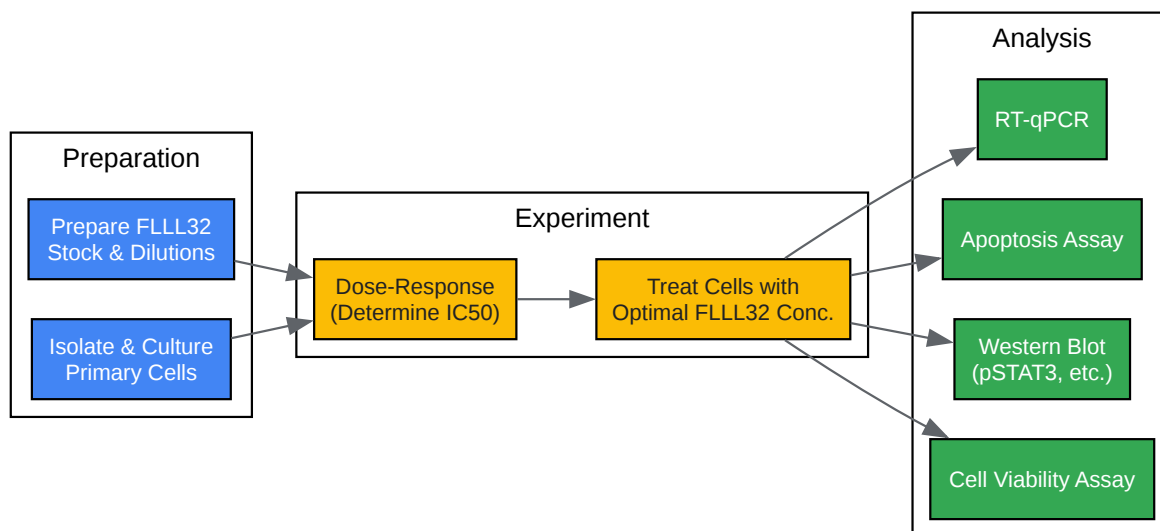 Preparation
Prepare FLLL32
Stock & Dilutions
Isolate & Culture
Primary Cells
Experiment
Dose-Response
(Determine IC50)
Treat Cells with
Optimal FLLL32 Conc.
Analysis
RT-qPCR
Apoptosis Assay
Western Blot
(pSTAT3, etc.)
Cell Viability Assay